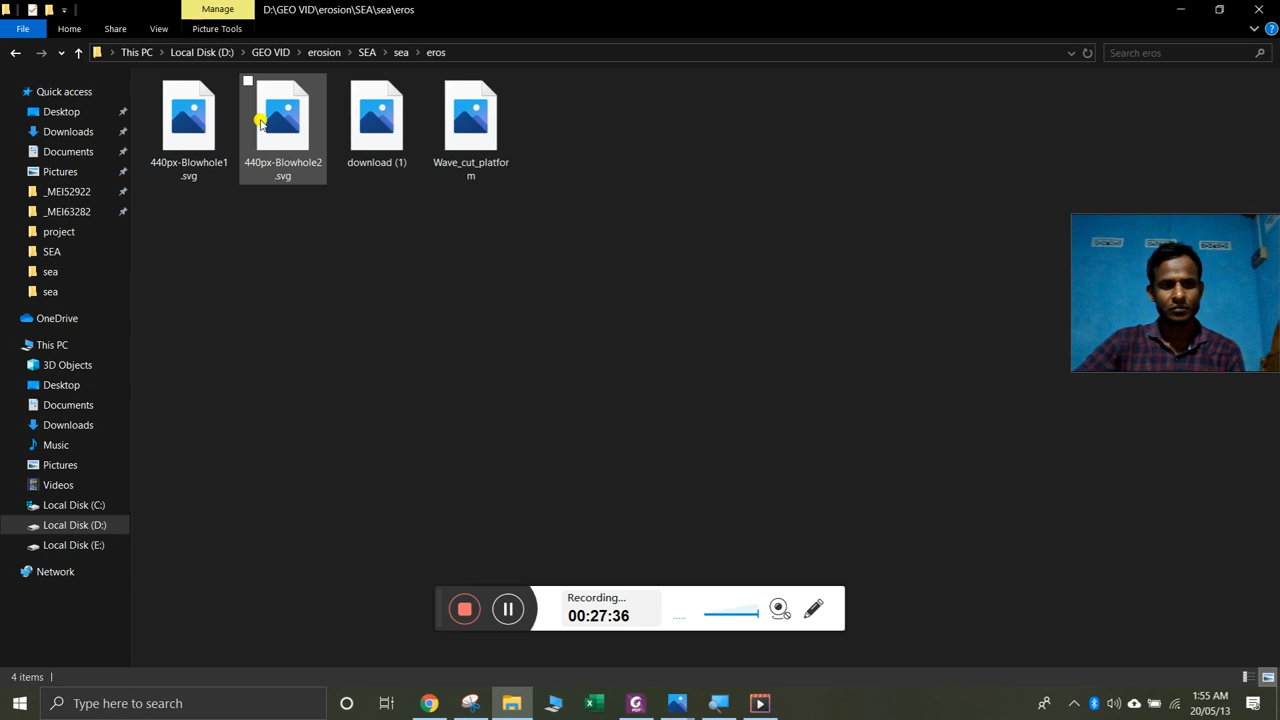 Manage
D:\GEO VID\erosion\SEA\sea\eros
File
Home
Share
View
Picture Tools
This PC
Local Disk (D:)
GEO VID
erosion
SEA
sea
eros
Search eros
Quick access
Desktop
Downloads
Documents
Pictures
_MEI52922
_MEI63282
project
SEA
sea
sea
OneDrive
This PC
3D Objects
Desktop
Documents
Downloads
Music
Pictures
Videos
Local Disk (C:)
Local Disk (D:)
Local Disk (E:)
Network
440px-Blowhole1
.svg
440px-Blowhole2
.svg
download (1)
Wave_cut_platfor
m
Recording...
00:27:36
4 items
Type here to search
1:55 AM
20/05/13